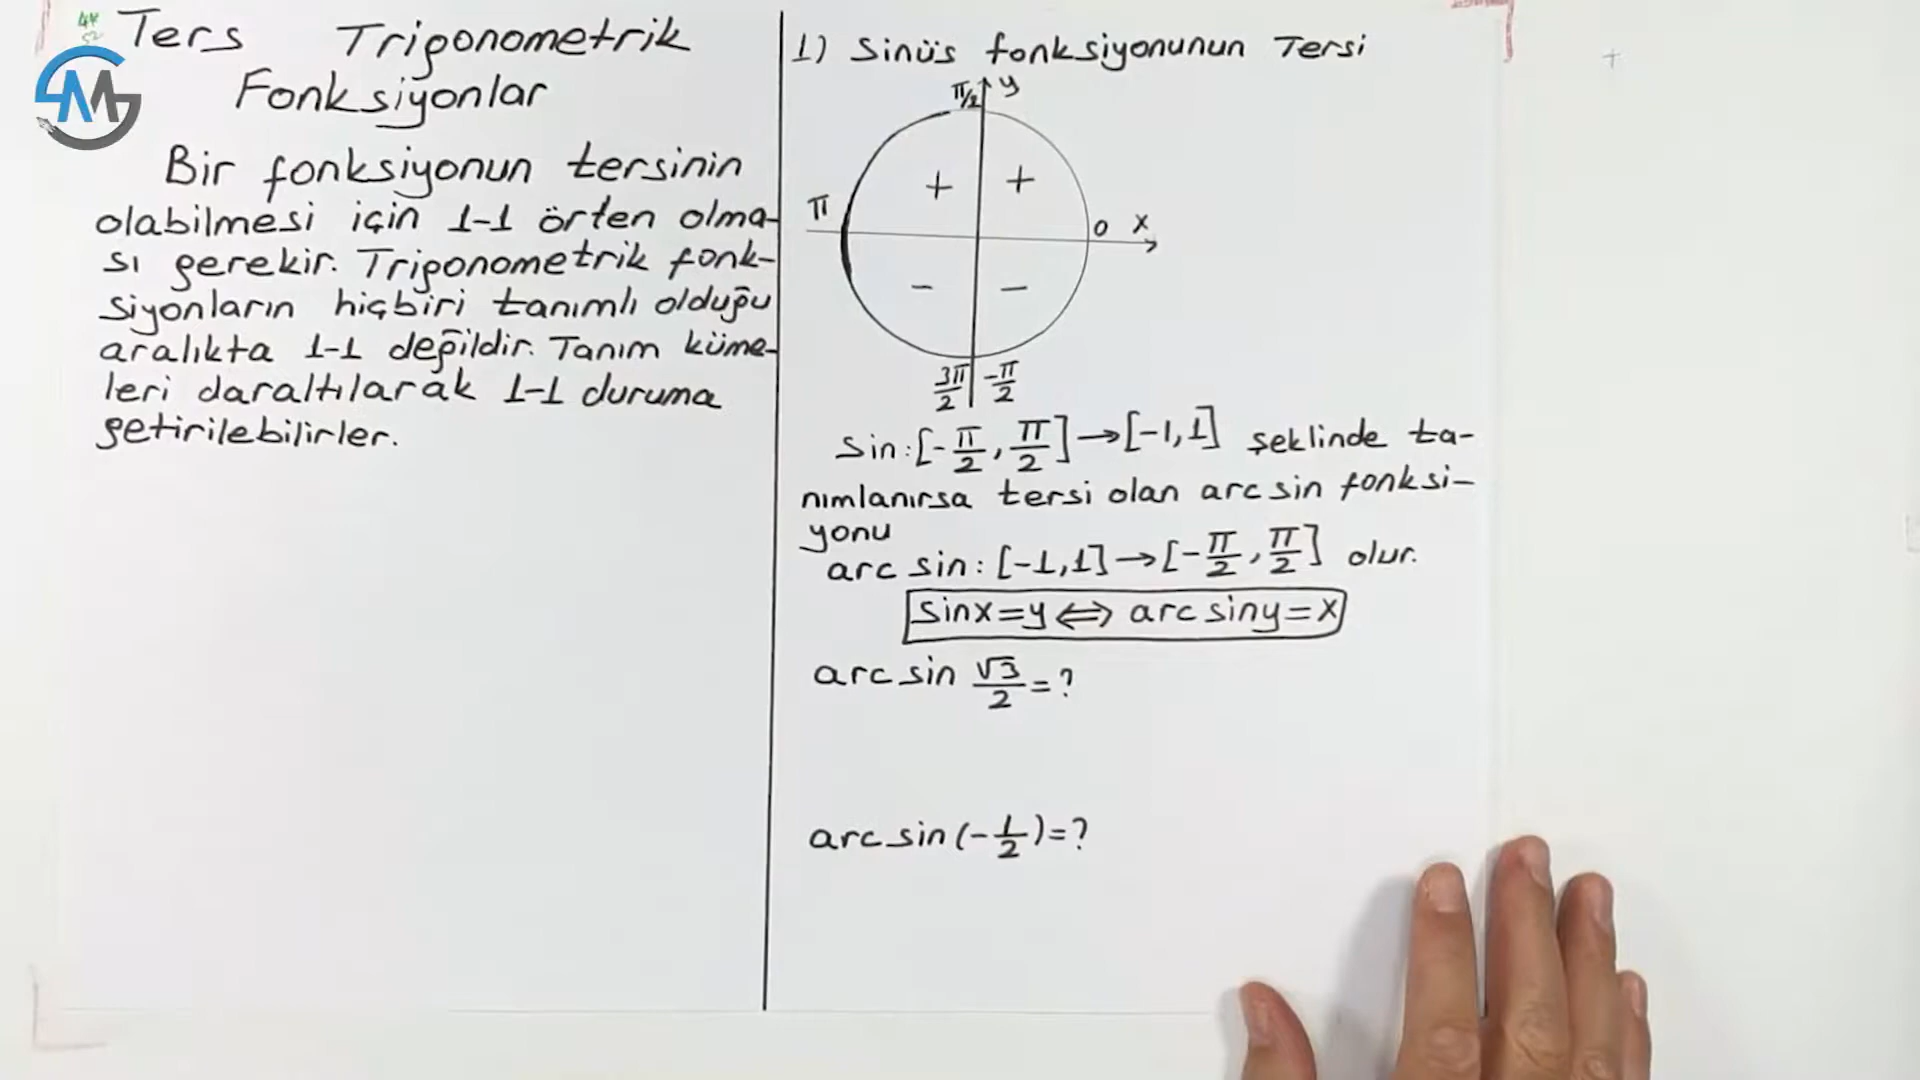 Ters Trigonometrik
Fonksiyonlar
Bir fonksiyonun tersinin
olabilmesi için 1-1 örten olma-
sı gerekir. Trigonometrik fonk-
siyonların hiçbiri tanımlı olduğu
aralıkta 1-1 değildir. Tanım küme-
leri daraltılarak 1-1 duruma
getirilebilirler.
1) Sinüs fonksiyonunun Tersi
π/2 y
+ +
π 0 x
- -
3π/2 -π/2
sin: [-π/2, π/2] → [-1, 1] şeklinde ta-
nımlanırsa tersi olan arc sin fonksi-
yonu
arc sin: [-1, 1] → [-π/2, π/2] olur.
sinx = y ⇔ arc siny = x
arc sin √3/2 = ?
arc sin (-1/2) = ?